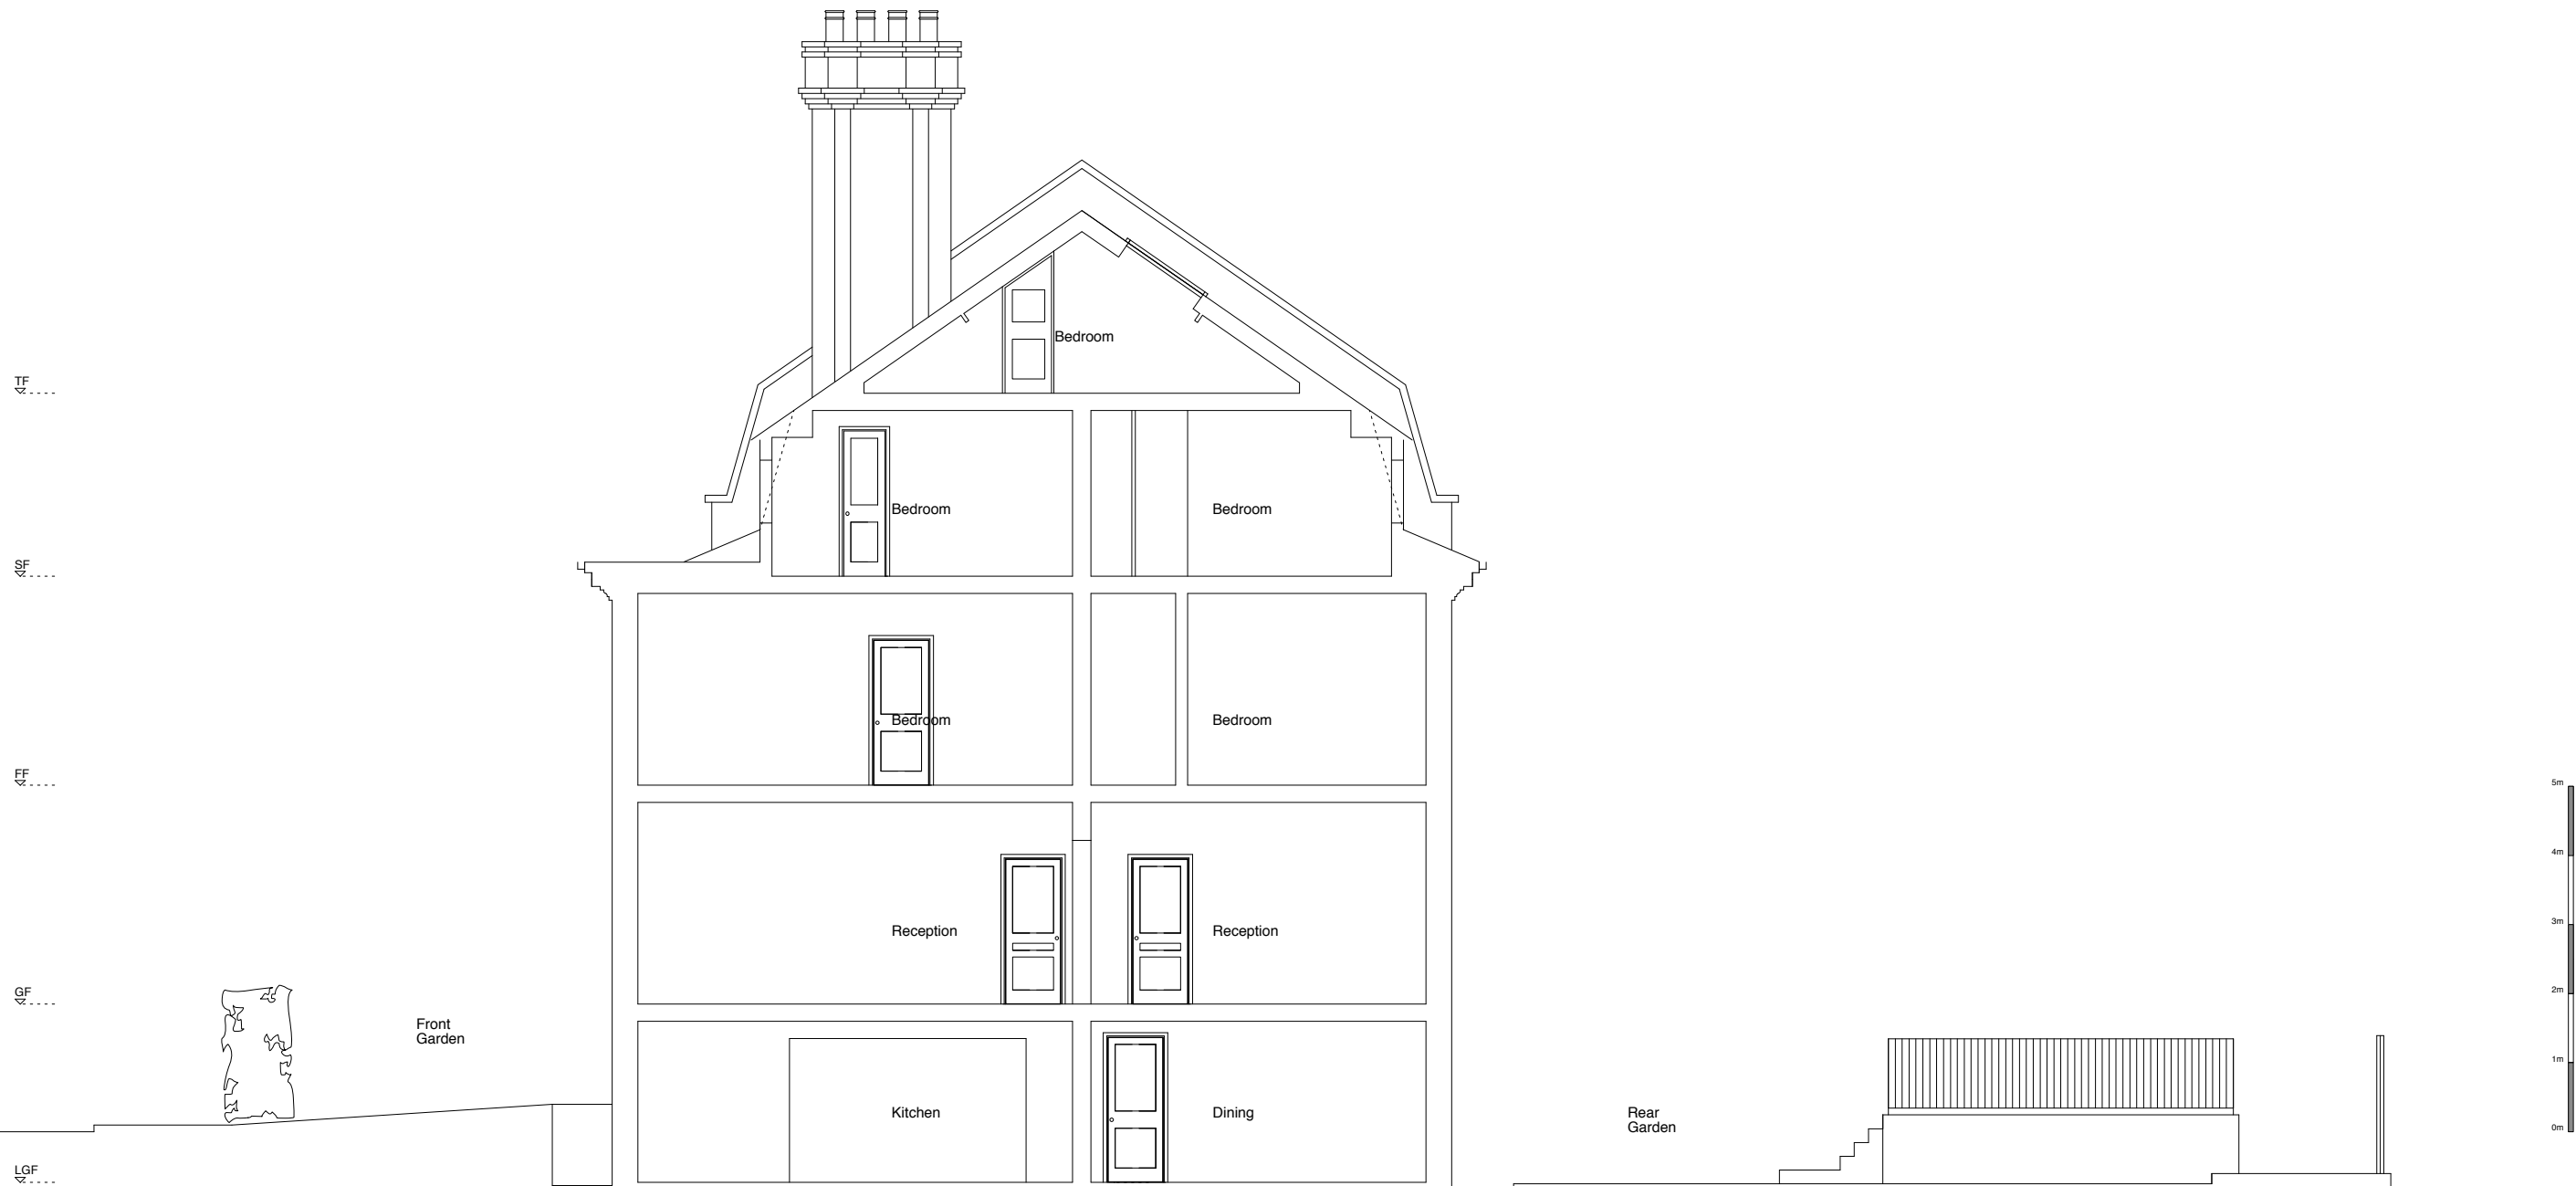 Bedroom
TF
Bedroom
Bedroom
SF
Bedroom
Bedroom
FF
5m
4m
3m
Reception
Reception
GF
2m
Front
Garden
1m
Kitchen
Dining
Rear
Garden
0m
LGF